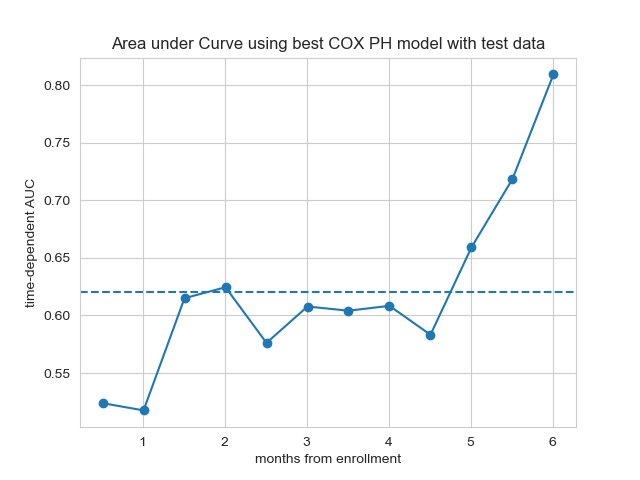 Area under Curve using best COX PH model with test data
time-dependent AUC
0.80
0.75
0.70
0.65
0.60
0.55
1 2 3 4 5 6
months from enrollment